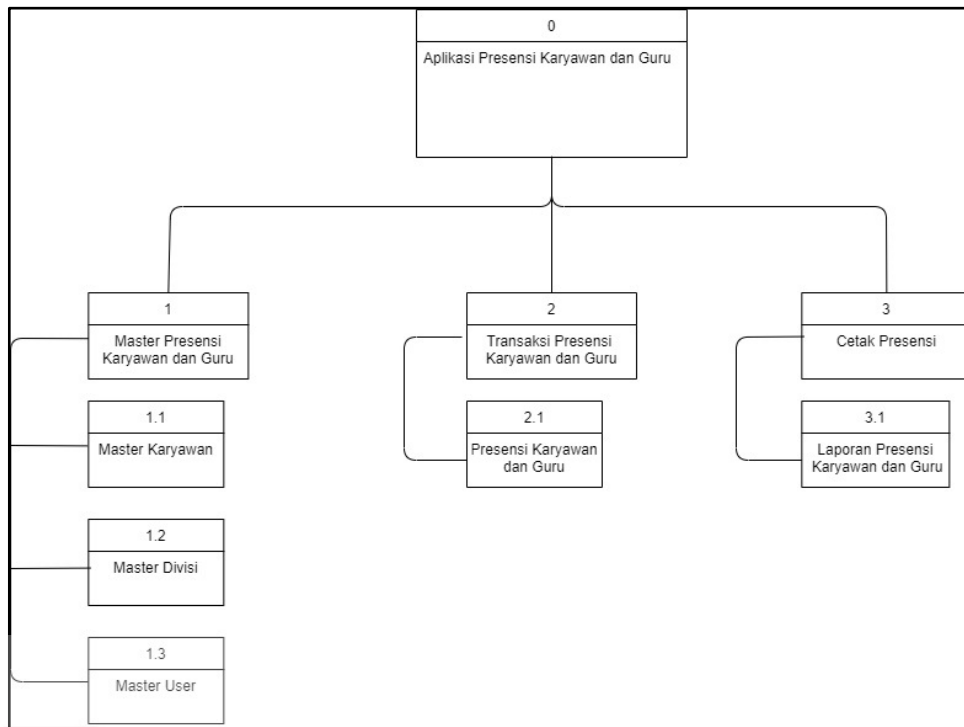 0
Aplikasi Presensi Karyawan dan Guru
1
Master Presensi
Karyawan dan Guru
2
Transaksi Presensi
Karyawan dan Guru
3
Cetak Presensi
1.1
Master Karyawan
2.1
Presensi Karyawan
dan Guru
3.1
Laporan Presensi
Karyawan dan Guru
1.2
Master Divisi
1.3
Master User